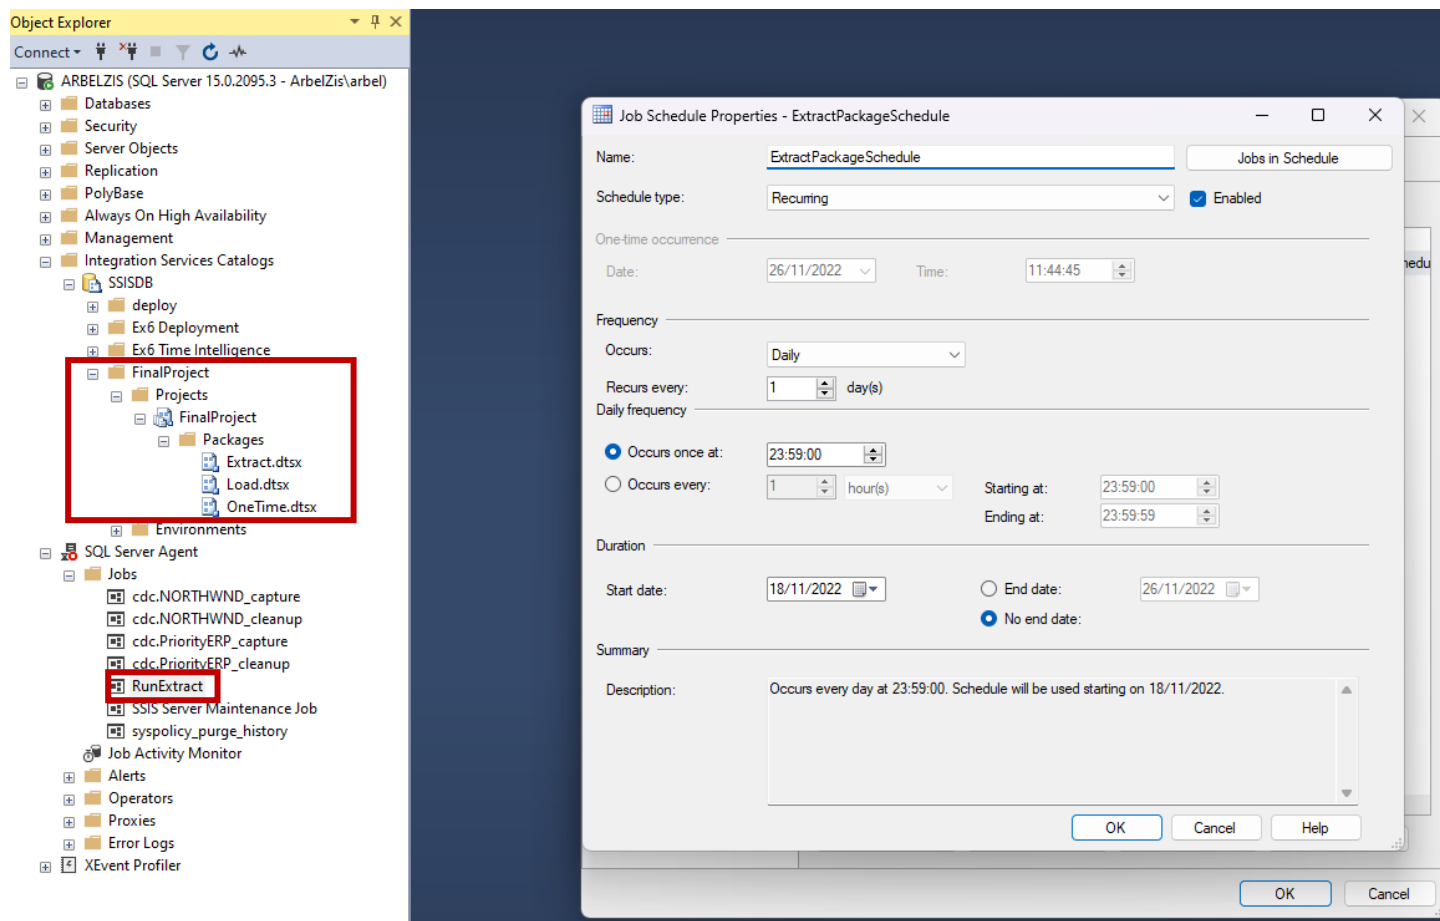 Object Explorer
Connect
ARBELZIS (SQL Server 15.0.2095.3 - ArbelZis\arbel)
Databases
Security
Server Objects
Replication
PolyBase
Always On High Availability
Management
Integration Services Catalogs
SSISDB
deploy
Ex6 Deployment
Ex6 Time Intelligence
FinalProject
Projects
FinalProject
Packages
Extract.dtsx
Load.dtsx
OneTime.dtsx
Environments
SQL Server Agent
Jobs
cdc.NORTHWND_capture
cdc.NORTHWND_cleanup
cdc.PriorityERP_capture
cdc.PriorityERP_cleanup
RunExtract
SSIS Server Maintenance Job
syspolicy_purge_history
Job Activity Monitor
Alerts
Operators
Proxies
Error Logs
XEvent Profiler
Job Schedule Properties - ExtractPackageSchedule
Name: ExtractPackageSchedule Jobs in Schedule
Schedule type: Recurring Enabled
One-time occurrence
Date: 26/11/2022 Time: 11:44:45
Frequency
Occurs: Daily
Recurs every: 1 day(s)
Daily frequency
Occurs once at: 23:59:00
Occurs every: 1 hour(s) Starting at: 23:59:00
Ending at: 23:59:59
Duration
Start date: 18/11/2022 End date: 26/11/2022
No end date:
Summary
Description: Occurs every day at 23:59:00. Schedule will be used starting on 18/11/2022.
OK Cancel Help
OK Cancel